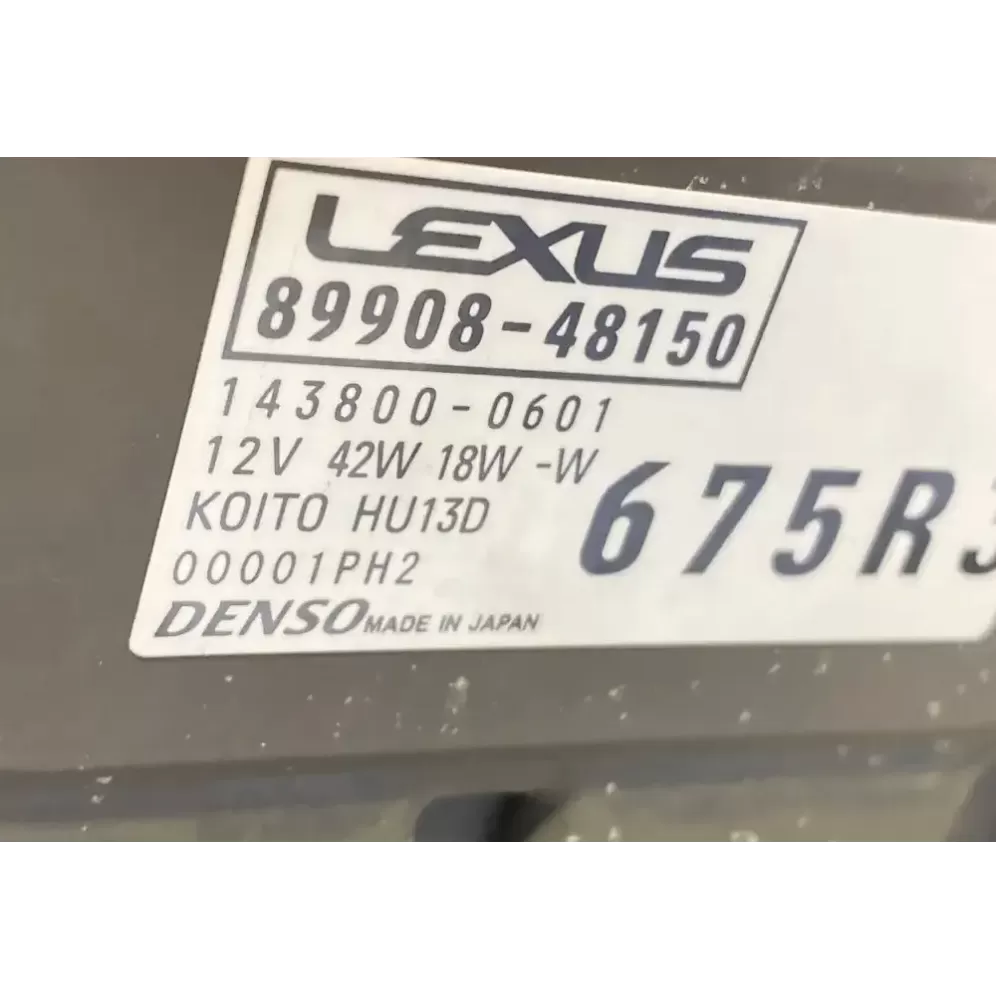 LEXUS
89908-48150
143800-0601
12V 42W 18W -W
KOITO HU13D
675R
00001PH2
DENSO MADE IN JAPAN